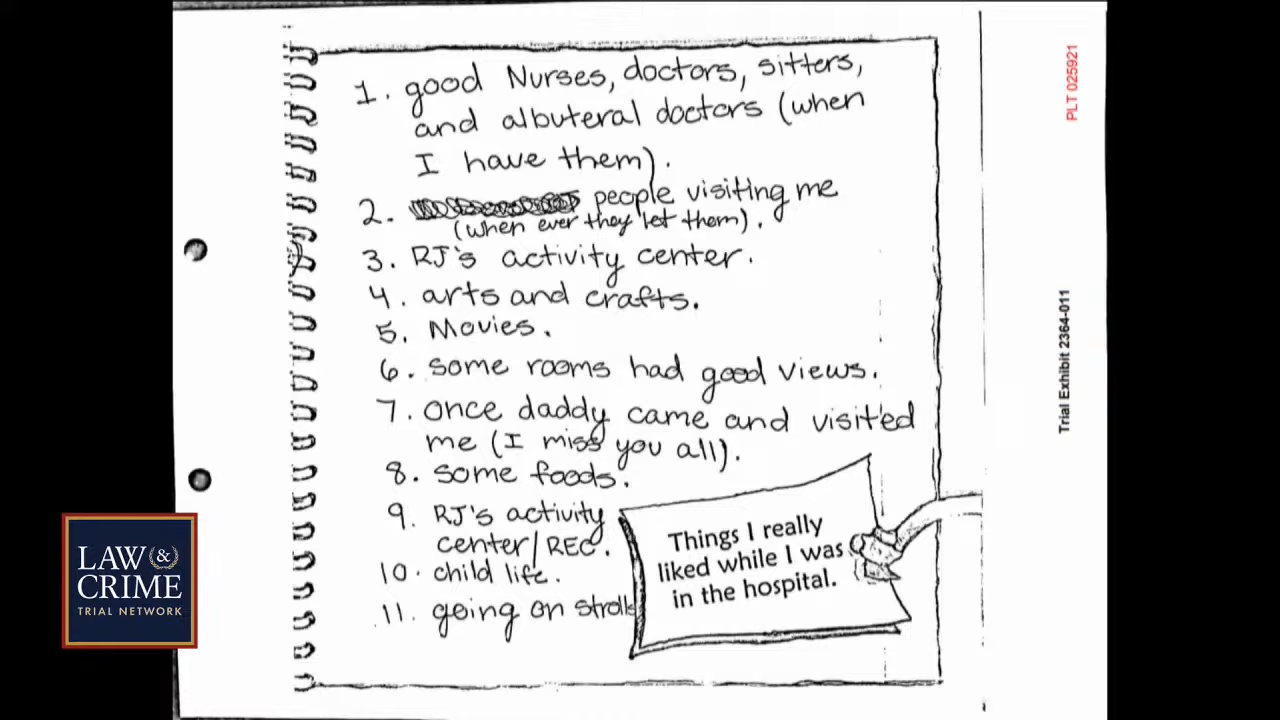 1. good Nurses, doctors, sitters,
and albuteral doctors (when
I have them).
2. people visiting me
(when ever they let them).
3. RJ's activity center.
4. arts and crafts.
5. Movies.
6. some rooms had good views.
7. once daddy came and visited
me (I miss you all).
8. some foods.
9. RJ's activity
center/REC.
10. child life.
11. going on strolls
Things I really
liked while I was
in the hospital.
PLT 025921
Trial Exhibit 2364-011
LAW &
CRIME
TRIAL NETWORK